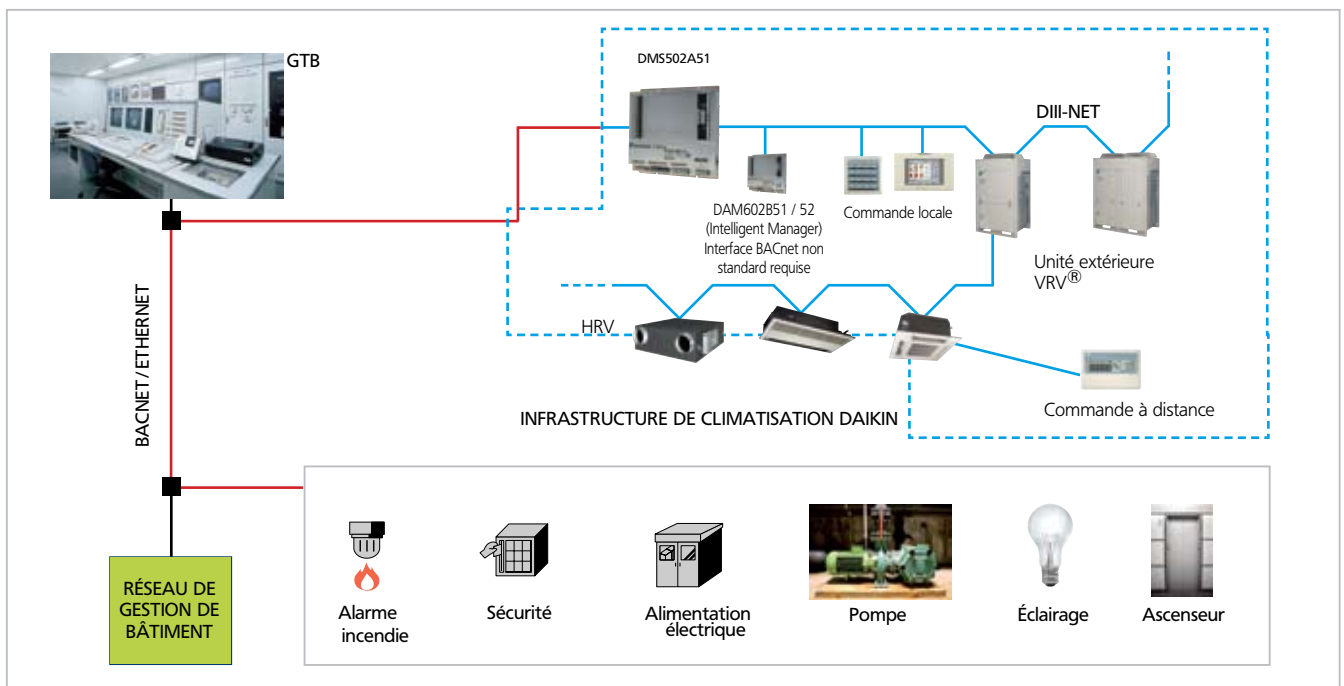 GTB
DMS502A51
DIII-NET
DAM602B51 / 52
(Intelligent Manager)
Interface BACnet non
standard requise
Commande locale
Unité extérieure
VRV®
HRV
Commande à distance
INFRASTRUCTURE DE CLIMATISATION DAIKIN
BACNET / ETHERNET
RÉSEAU DE
GESTION DE
BÂTIMENT
Alarme
incendie
Sécurité
Alimentation
électrique
Pompe
Éclairage
Ascenseur